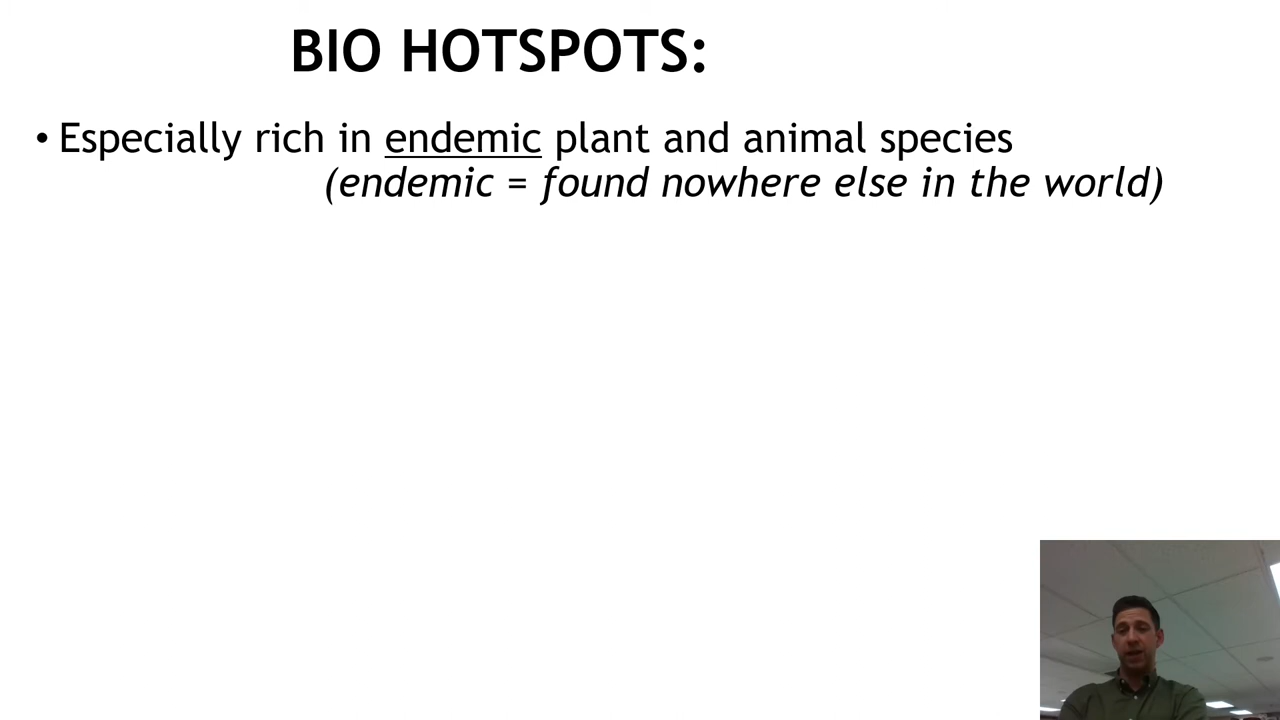 BIO HOTSPOTS:
• Especially rich in endemic plant and animal species
(endemic = found nowhere else in the world)